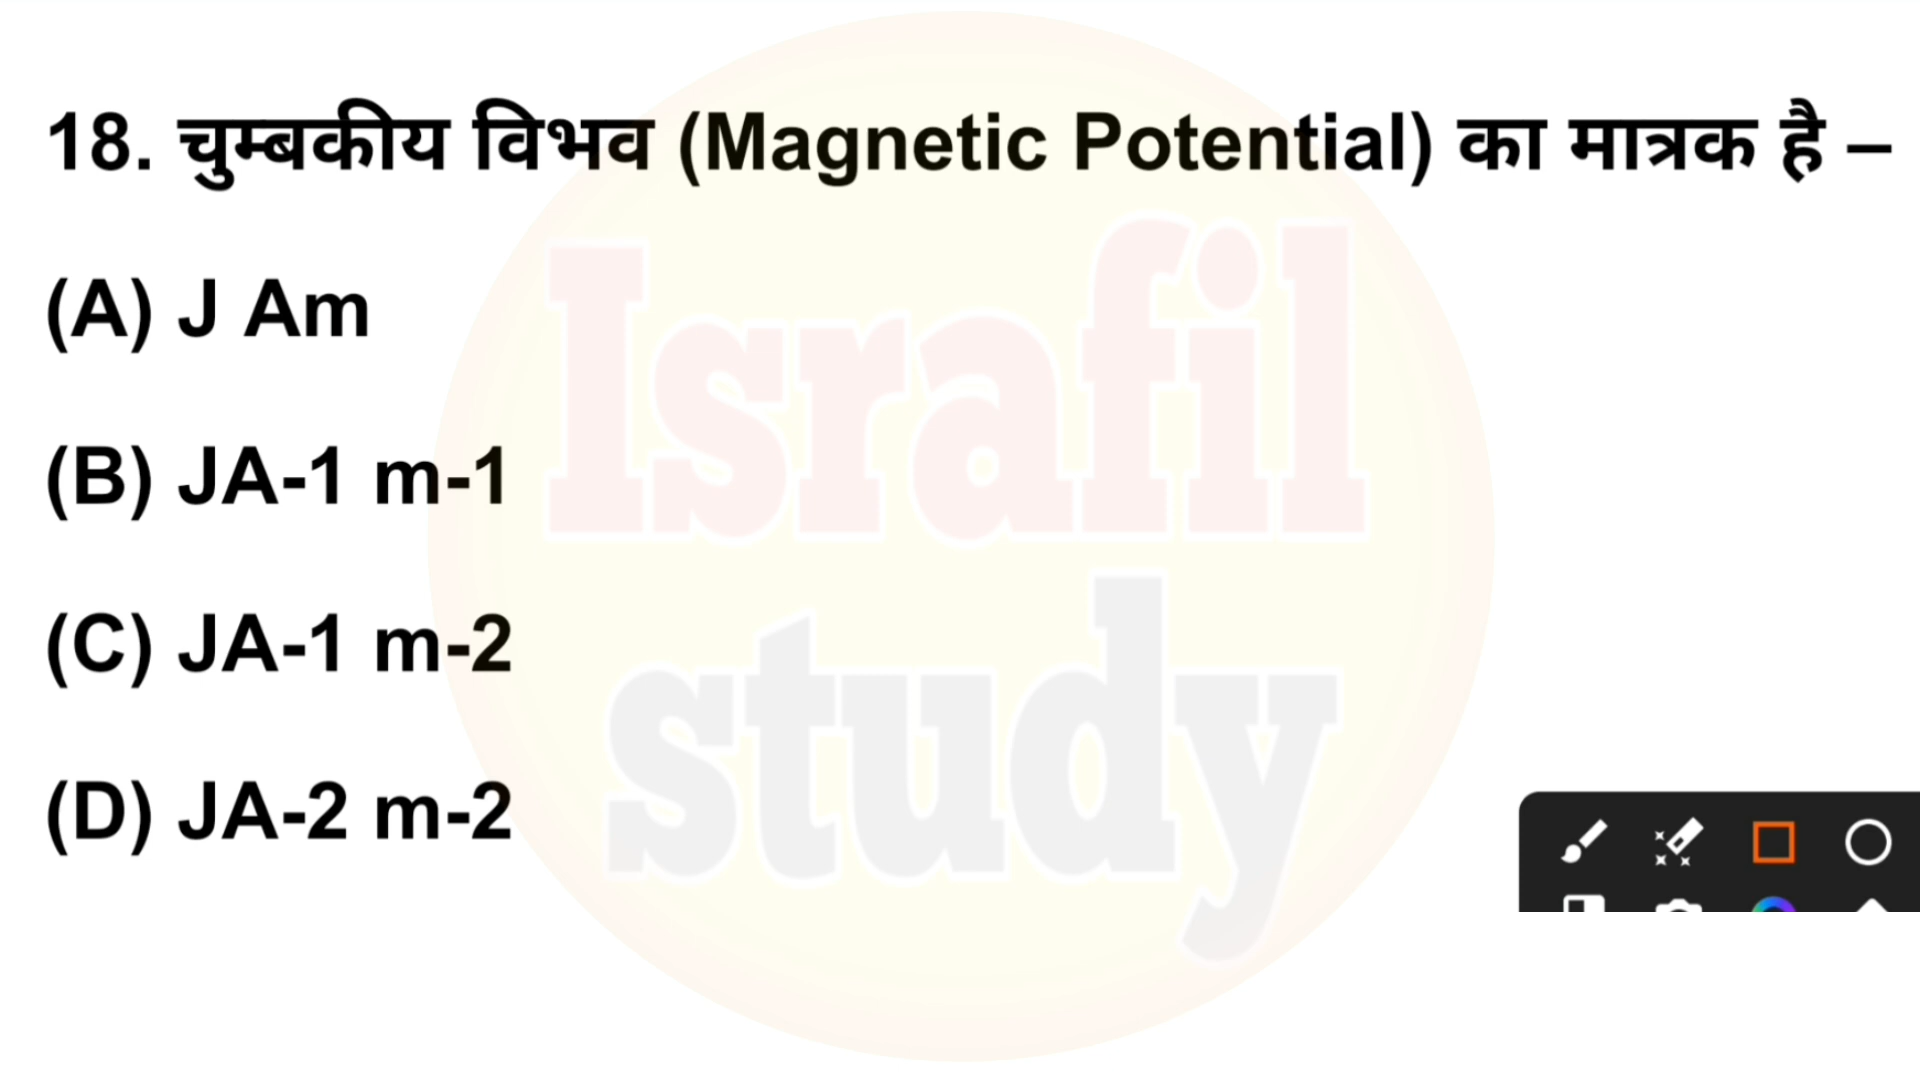 18. चुम्बकीय विभव (Magnetic Potential) का मात्रक है –
(A) J Am
(B) JA-1 m-1
(C) JA-1 m-2
(D) JA-2 m-2
Israfil
study